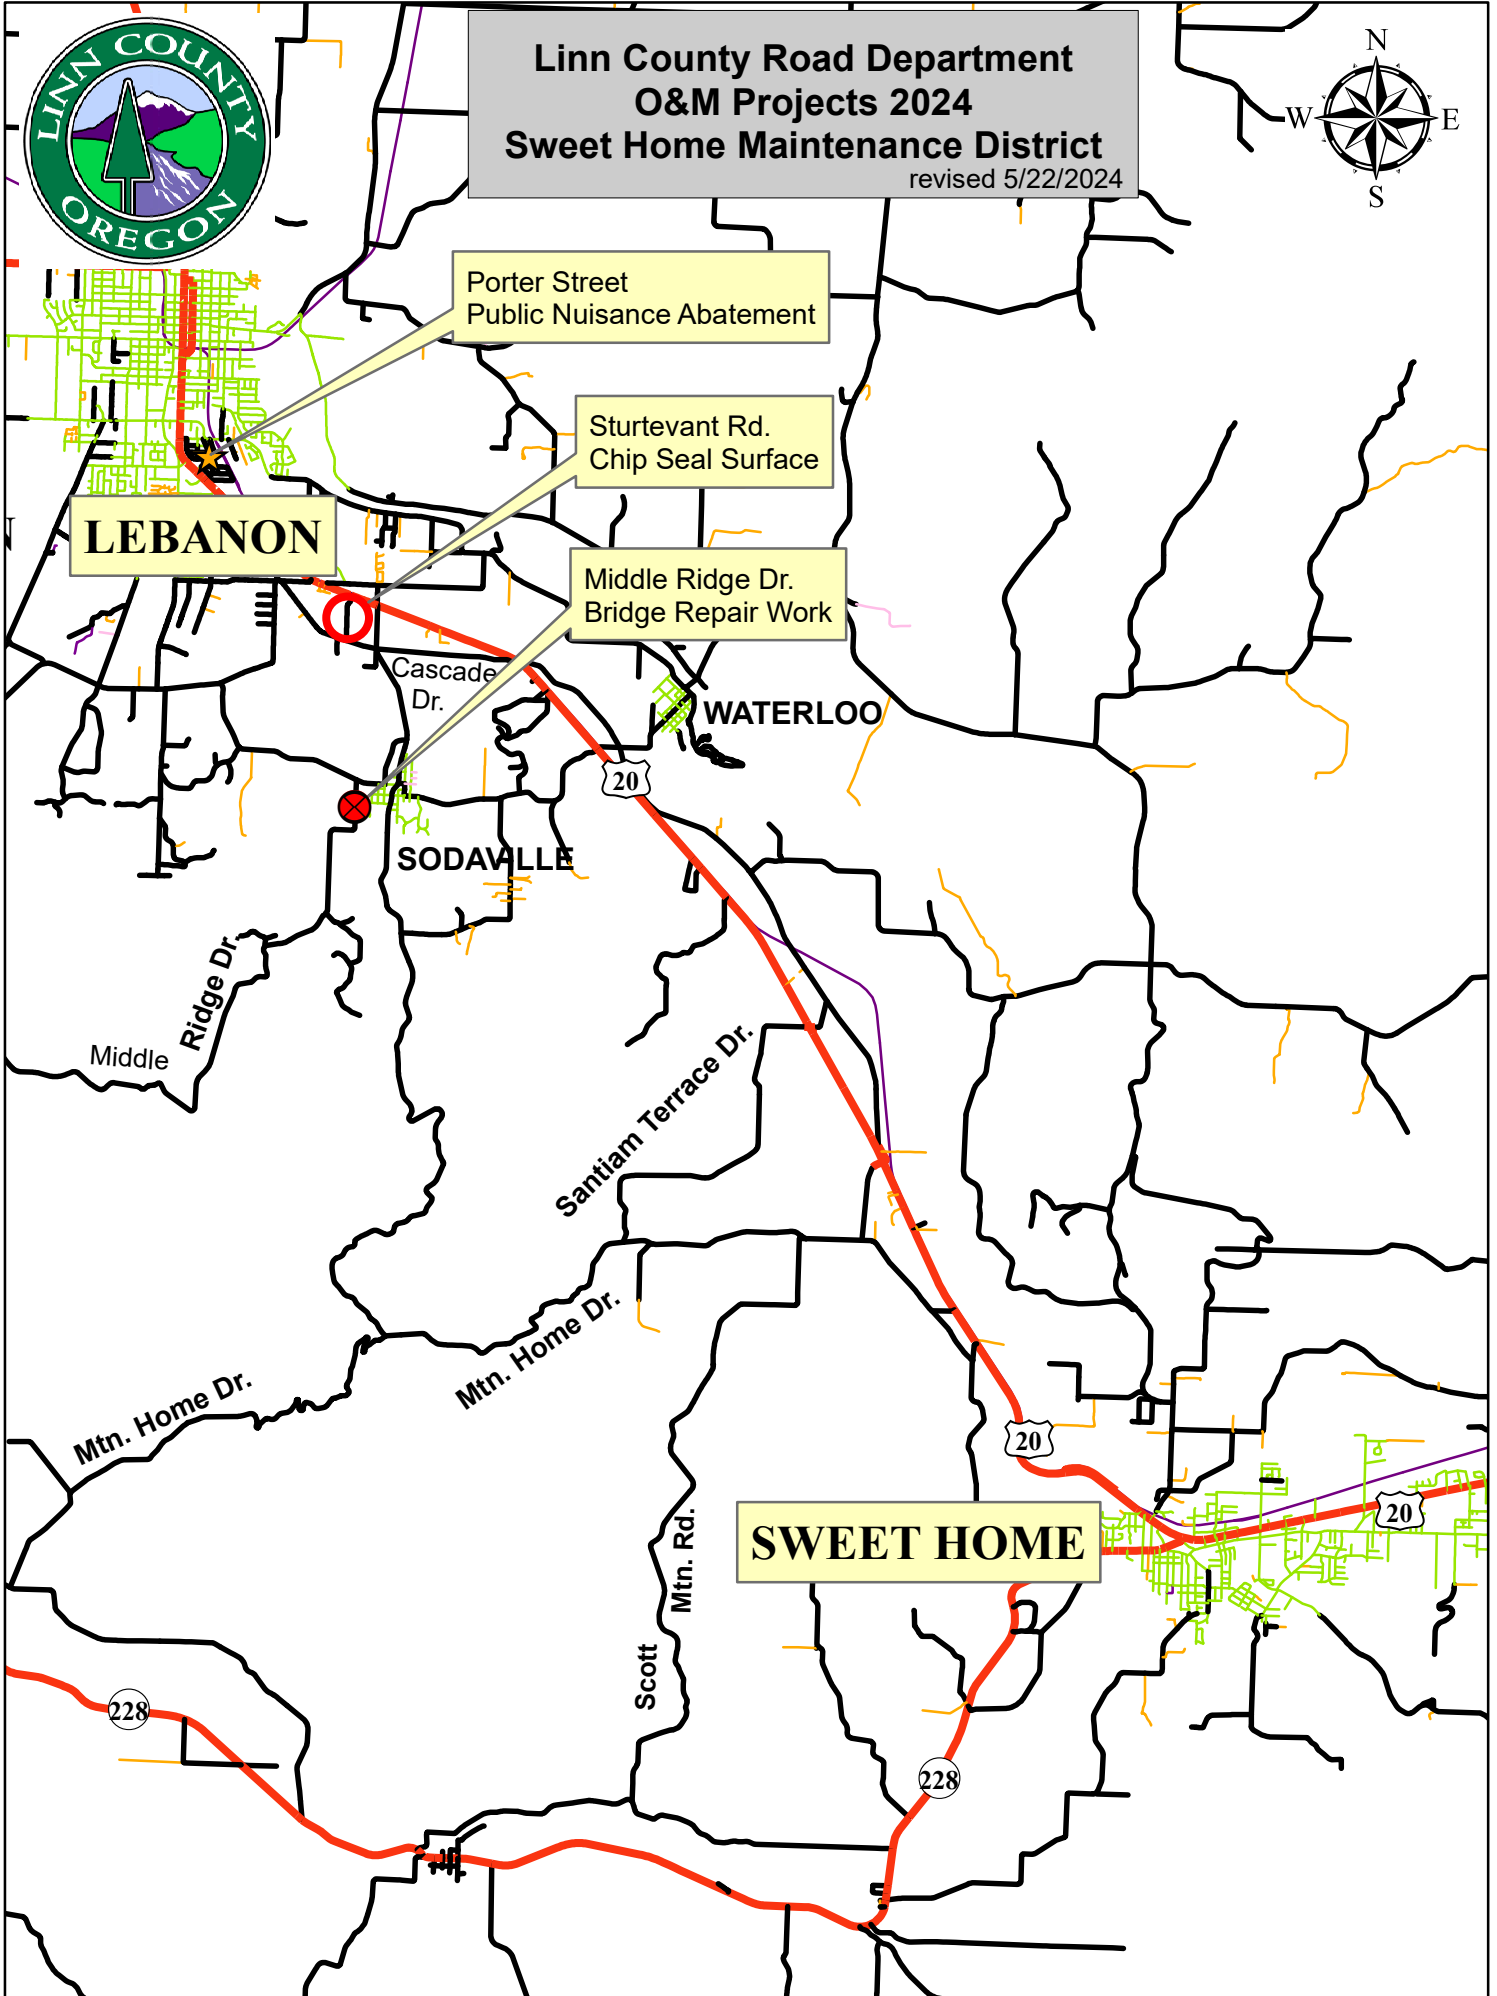 LINN COUNTY
OREGON
Linn County Road Department
O&M Projects 2024
Sweet Home Maintenance District
revised 5/22/2024
N
W
E
S
Porter Street
Public Nuisance Abatement
Sturtevant Rd.
Chip Seal Surface
LEBANON
Middle Ridge Dr.
Bridge Repair Work
Cascade
Dr.
WATERLOO
20
SODAVILLE
Ridge Dr.
Middle
Santiam Terrace Dr.
Mtn. Home Dr.
Mtn. Home Dr.
20
20
SWEET HOME
Mtn. Rd.
Scott
228
228